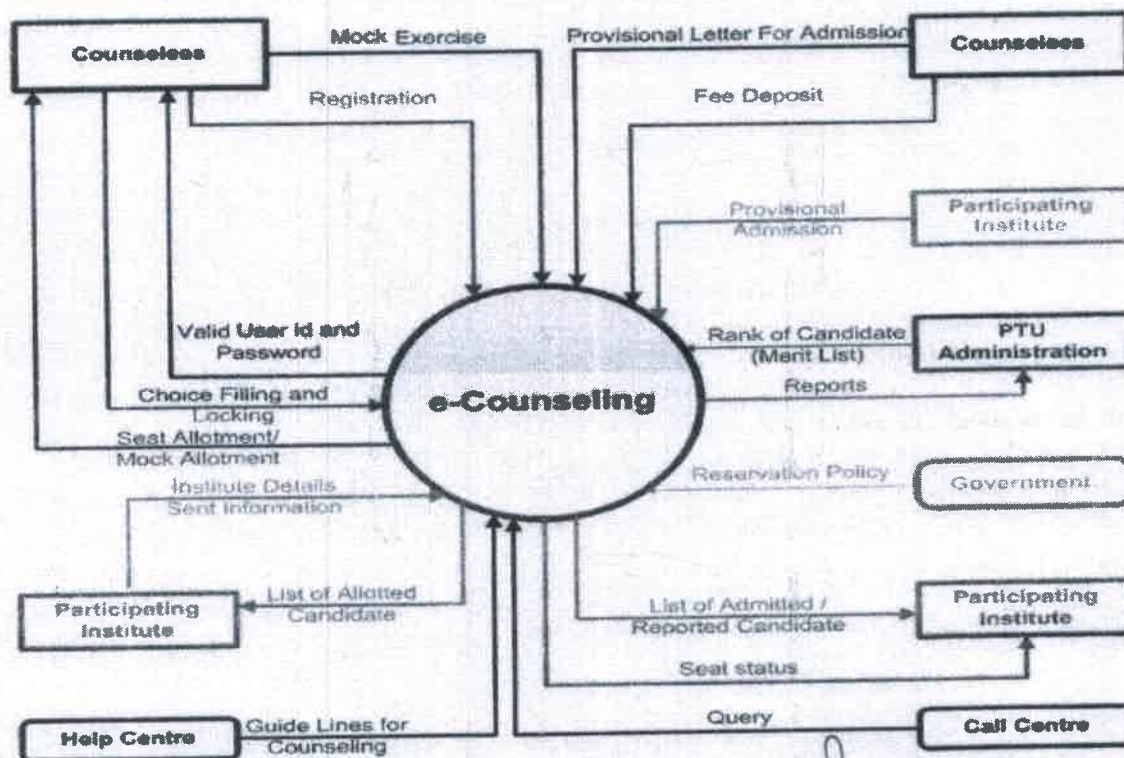 Counselees
Mock Exercise
Provisional Letter For Admission
Counselees
Registration
Fee Deposit
Provisional
Admission
Participating
Institute
Valid User id and
Password
Rank of Candidate
(Merit List)
PTU
Administration
Reports
e-Counseling
Choice Filling and
Locking
Seat Allotment/
Mock Allotment
Reservation Policy
Government
Institute Details
Sent Information
Participating
Institute
List of Allotted
Candidate
List of Admitted /
Reported Candidate
Participating
Institute
Seat status
Help Centre
Guide Lines for
Counseling
Query
Call Centre